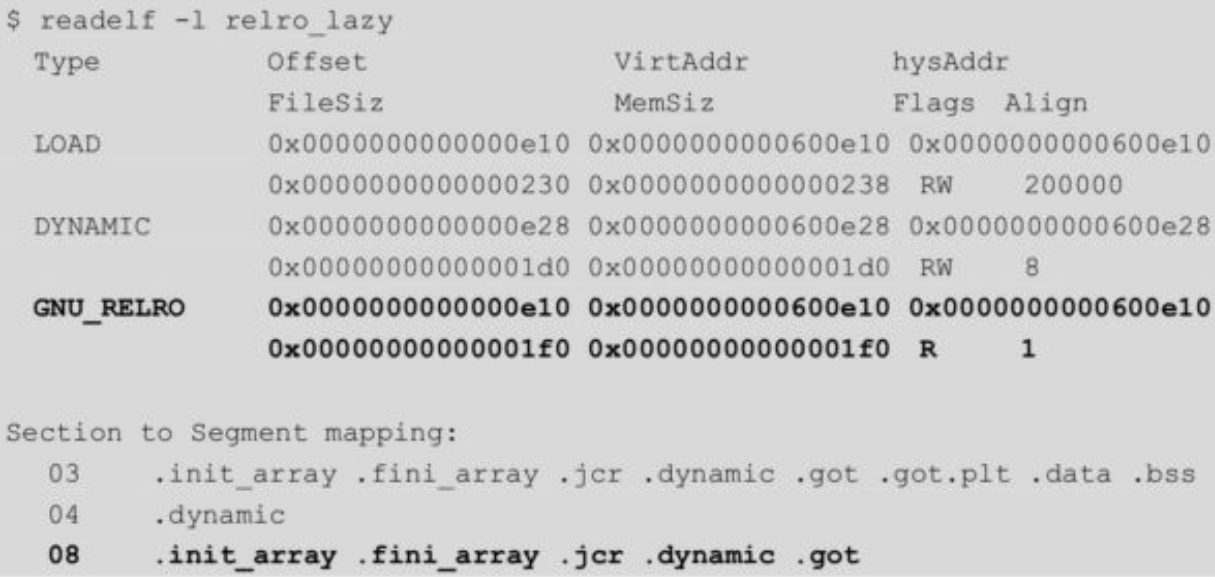 $ readelf -l relro_lazy
Type Offset VirtAddr hysAddr
FileSiz MemSiz Flags Align
LOAD 0x0000000000000e10 0x0000000000600e10 0x0000000000600e10
0x0000000000000230 0x0000000000000238 RW 200000
DYNAMIC 0x0000000000000e28 0x0000000000600e28 0x0000000000600e28
0x00000000000001d0 0x00000000000001d0 RW 8
GNU_RELRO 0x0000000000000e10 0x0000000000600e10 0x0000000000600e10
0x00000000000001f0 0x00000000000001f0 R 1
Section to Segment mapping:
03 .init_array .fini_array .jcr .dynamic .got .got.plt .data .bss
04 .dynamic
08 .init_array .fini_array .jcr .dynamic .got